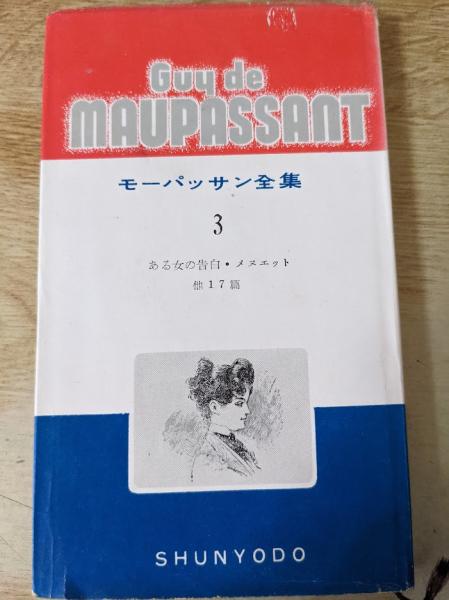 Guy de
MAUPASSANT
モーパッサン全集
3
ある女の告白・メヌエット
他17篇
SHUNYODO